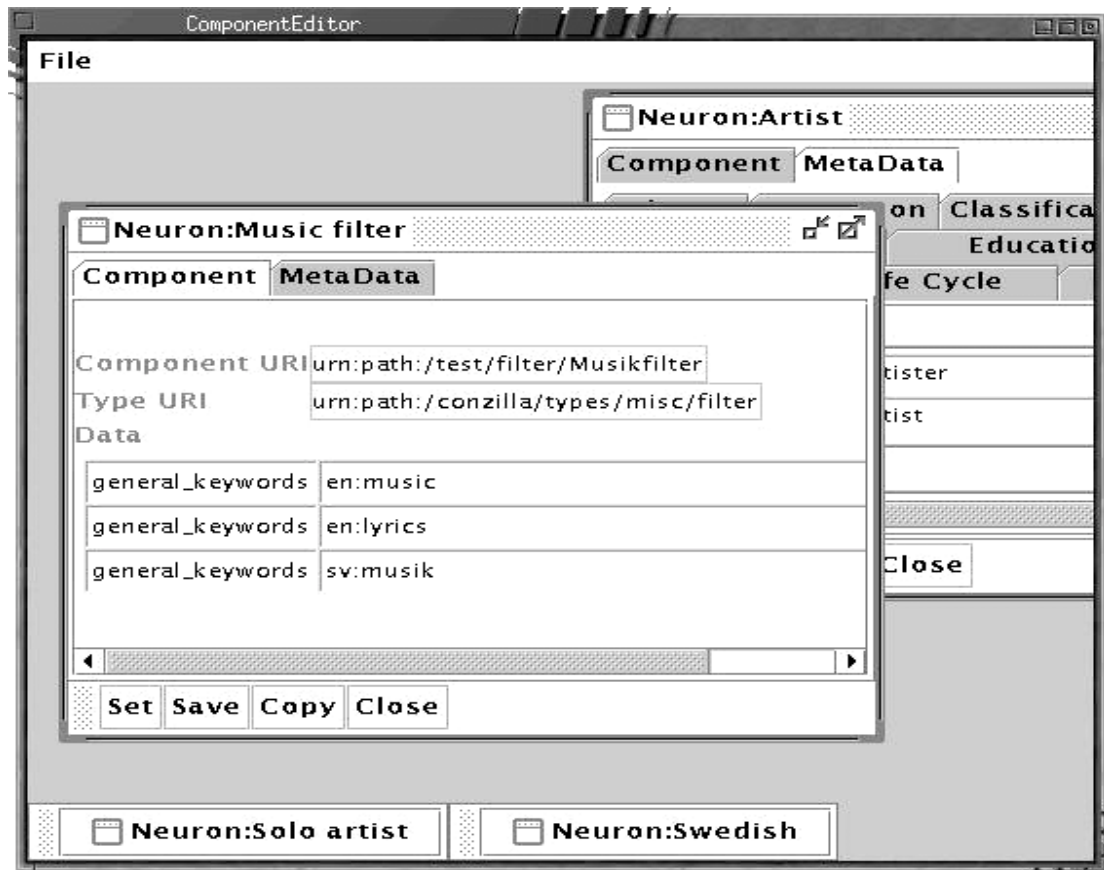 ComponentEditor
File
Neuron:Artist
Component MetaData
on Classifica
Educatio
fe Cycle
tister
tist
Close
Neuron:Music filter
Component MetaData
Component URI urn:path:/test/filter/Musikfilter
Type URI urn:path:/conzilla/types/misc/filter
Data
general_keywords en:music
general_keywords en:lyrics
general_keywords sv:musik
Set Save Copy Close
Neuron:Solo artist Neuron:Swedish